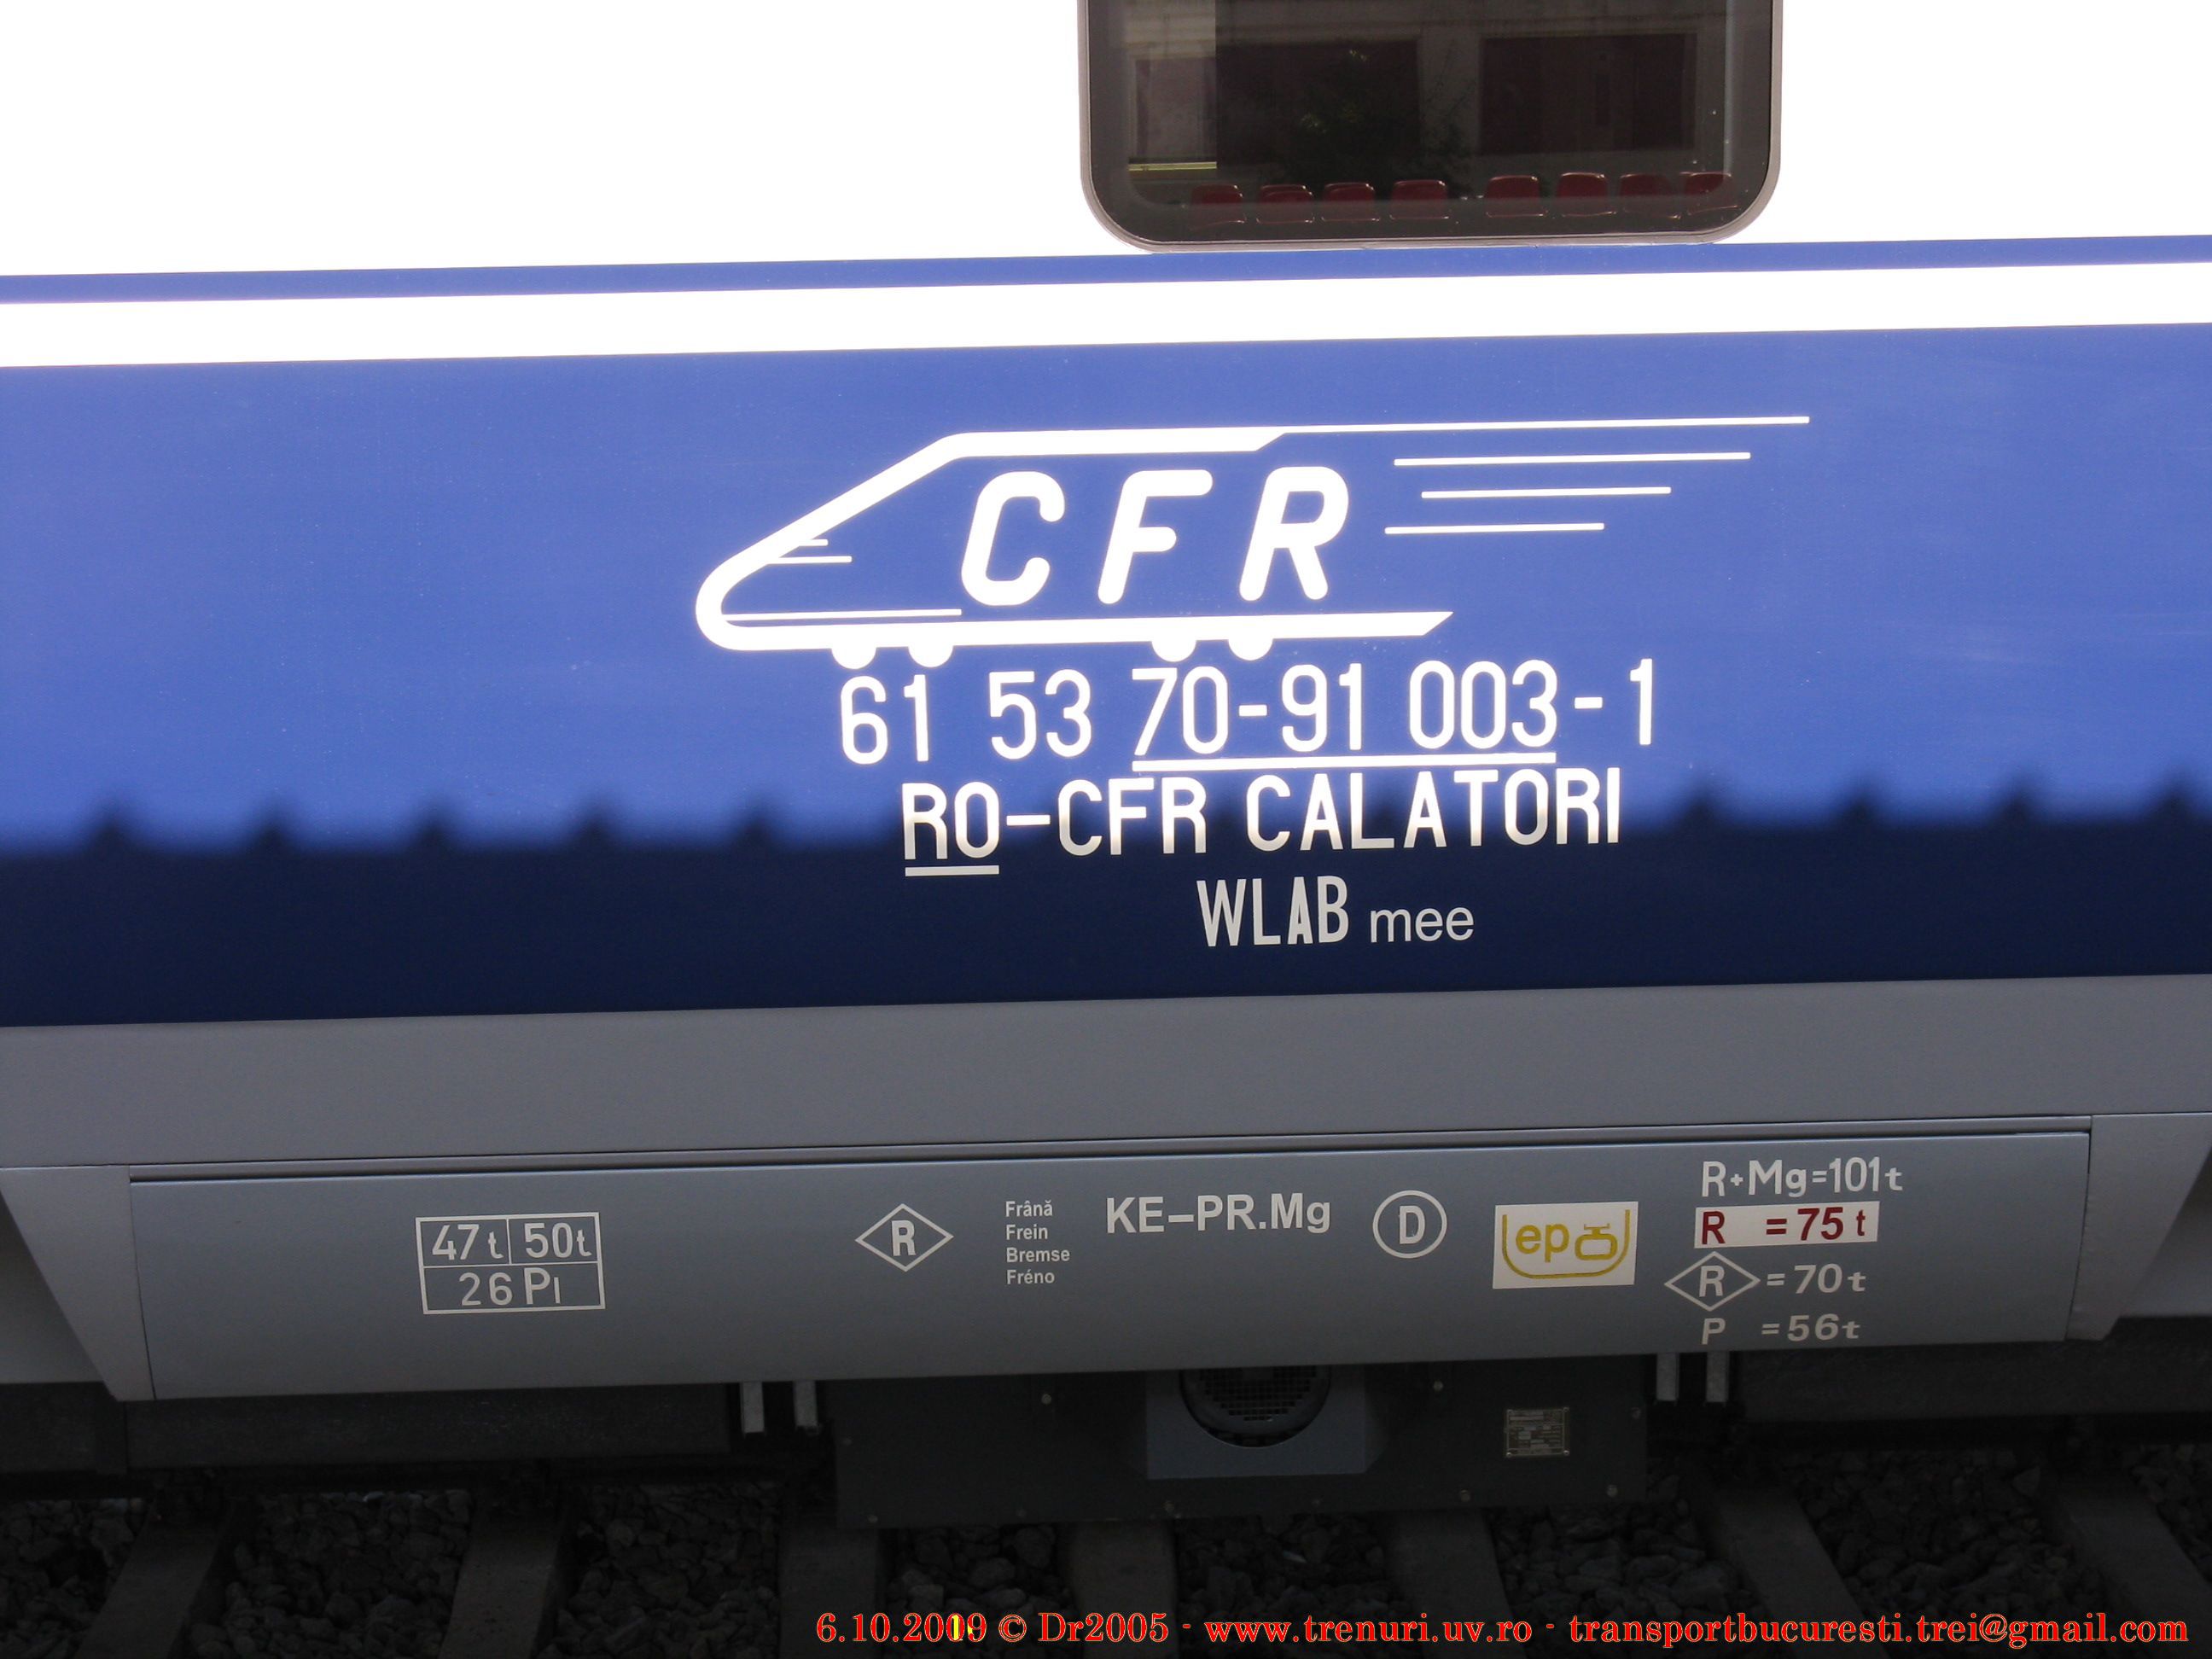 CFR
61 53 70-91 003-1
RO-CFR CALATORI
WLAB mee
47t 50t
26 Pl
R
Frână
Frein
Bremse
Fréno
KE-PR.Mg
D
ep
R+Mg=101t
R =75t
R =70t
P =56t
6.10.2009 © Dr2005 - www.trenuri.uv.ro - transportbucuresti.trei@gmail.com